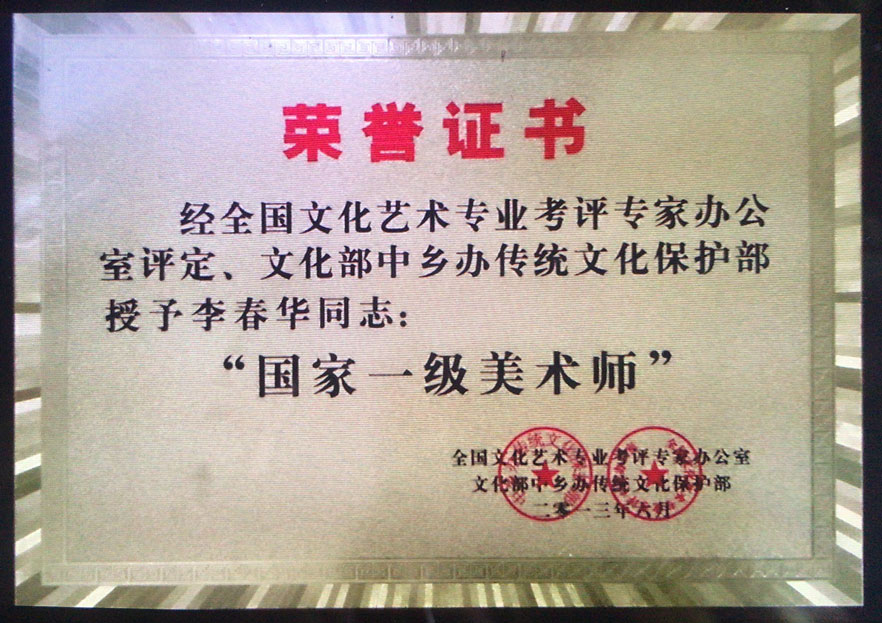 荣誉证书
经全国文化艺术专业考评专家办公
室评定、文化部中乡办传统文化保护部
授予李春华同志：
“国家一级美术师”
全国文化艺术专业考评专家办公室
文化部中乡办传统文化保护部
二零一三年六月